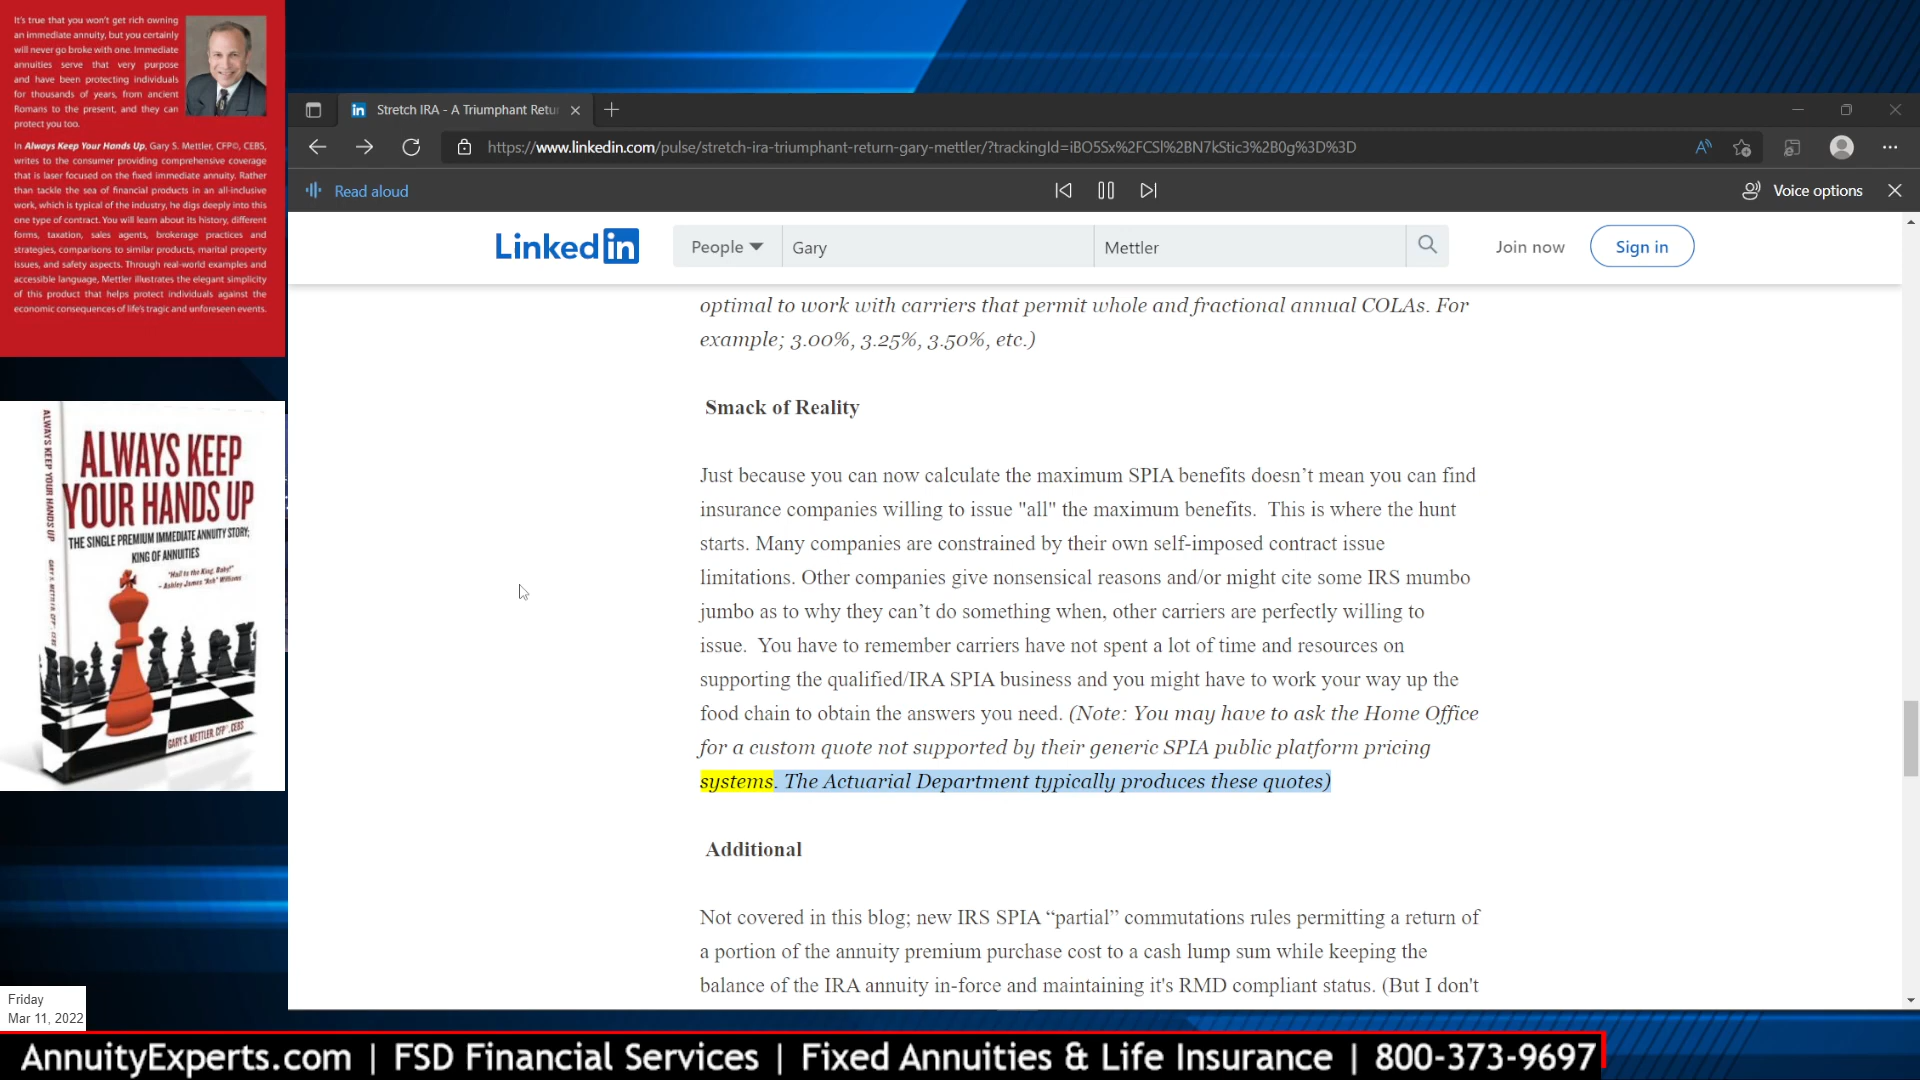 It's true that you won't get rich owning
an immediate annuity, but you certainly
will never go broke with one. Immediate
annuities serve that very purpose
and have been protecting individuals
for thousands of years, from ancient
Romans to the present, and they can
protect you too.
In Always Keep Your Hands Up, Gary S. Mettler, CFP©, CEBS,
writes to the consumer providing comprehensive coverage
that is laser focused on the fixed immediate annuity. Rather
than tackle the sea of financial products in an all-inclusive
work, which is typical of the industry, he digs deeply into this
one type of contract. You will learn about its history, different
forms, taxation, sales agents, brokerage practices and
strategies, comparisons to similar products, marital property
issues, and safety aspects. Through real-world examples and
accessible language, Mettler illustrates the elegant simplicity
of this product that helps protect individuals against the
economic consequences of life's tragic and unforeseen events.
ALWAYS KEEP YOUR HANDS UP
ALWAYS KEEP
YOUR HANDS UP
THE SINGLE PREMIUM IMMEDIATE ANNUITY STORY;
KING OF ANNUITIES
"Hail to the King, Baby!"
- Ashley James "Ash" Williams
GARY S. METTLER, CFP®, CEBS
Friday
Mar 11, 2022
Stretch IRA - A Triumphant Retu
https://www.linkedin.com/pulse/stretch-ira-triumphant-return-gary-mettler/?trackingId=iBO5Sx%2FCSl%2BN7kStic3%2B0g%3D%3D
Read aloud
Voice options
Linkedin
People
Gary
Mettler
Join now
Sign in
optimal to work with carriers that permit whole and fractional annual COLAs. For
example; 3.00%, 3.25%, 3.50%, etc.)
Smack of Reality
Just because you can now calculate the maximum SPIA benefits doesn’t mean you can find
insurance companies willing to issue "all" the maximum benefits.  This is where the hunt
starts. Many companies are constrained by their own self-imposed contract issue
limitations. Other companies give nonsensical reasons and/or might cite some IRS mumbo
jumbo as to why they can’t do something when, other carriers are perfectly willing to
issue.  You have to remember carriers have not spent a lot of time and resources on
supporting the qualified/IRA SPIA business and you might have to work your way up the
food chain to obtain the answers you need. (Note: You may have to ask the Home Office
for a custom quote not supported by their generic SPIA public platform pricing
systems. The Actuarial Department typically produces these quotes)
Additional
Not covered in this blog; new IRS SPIA “partial” commutations rules permitting a return of
a portion of the annuity premium purchase cost to a cash lump sum while keeping the
balance of the IRA annuity in-force and maintaining it's RMD compliant status. (But I don't
AnnuityExperts.com | FSD Financial Services | Fixed Annuities & Life Insurance | 800-373-9697